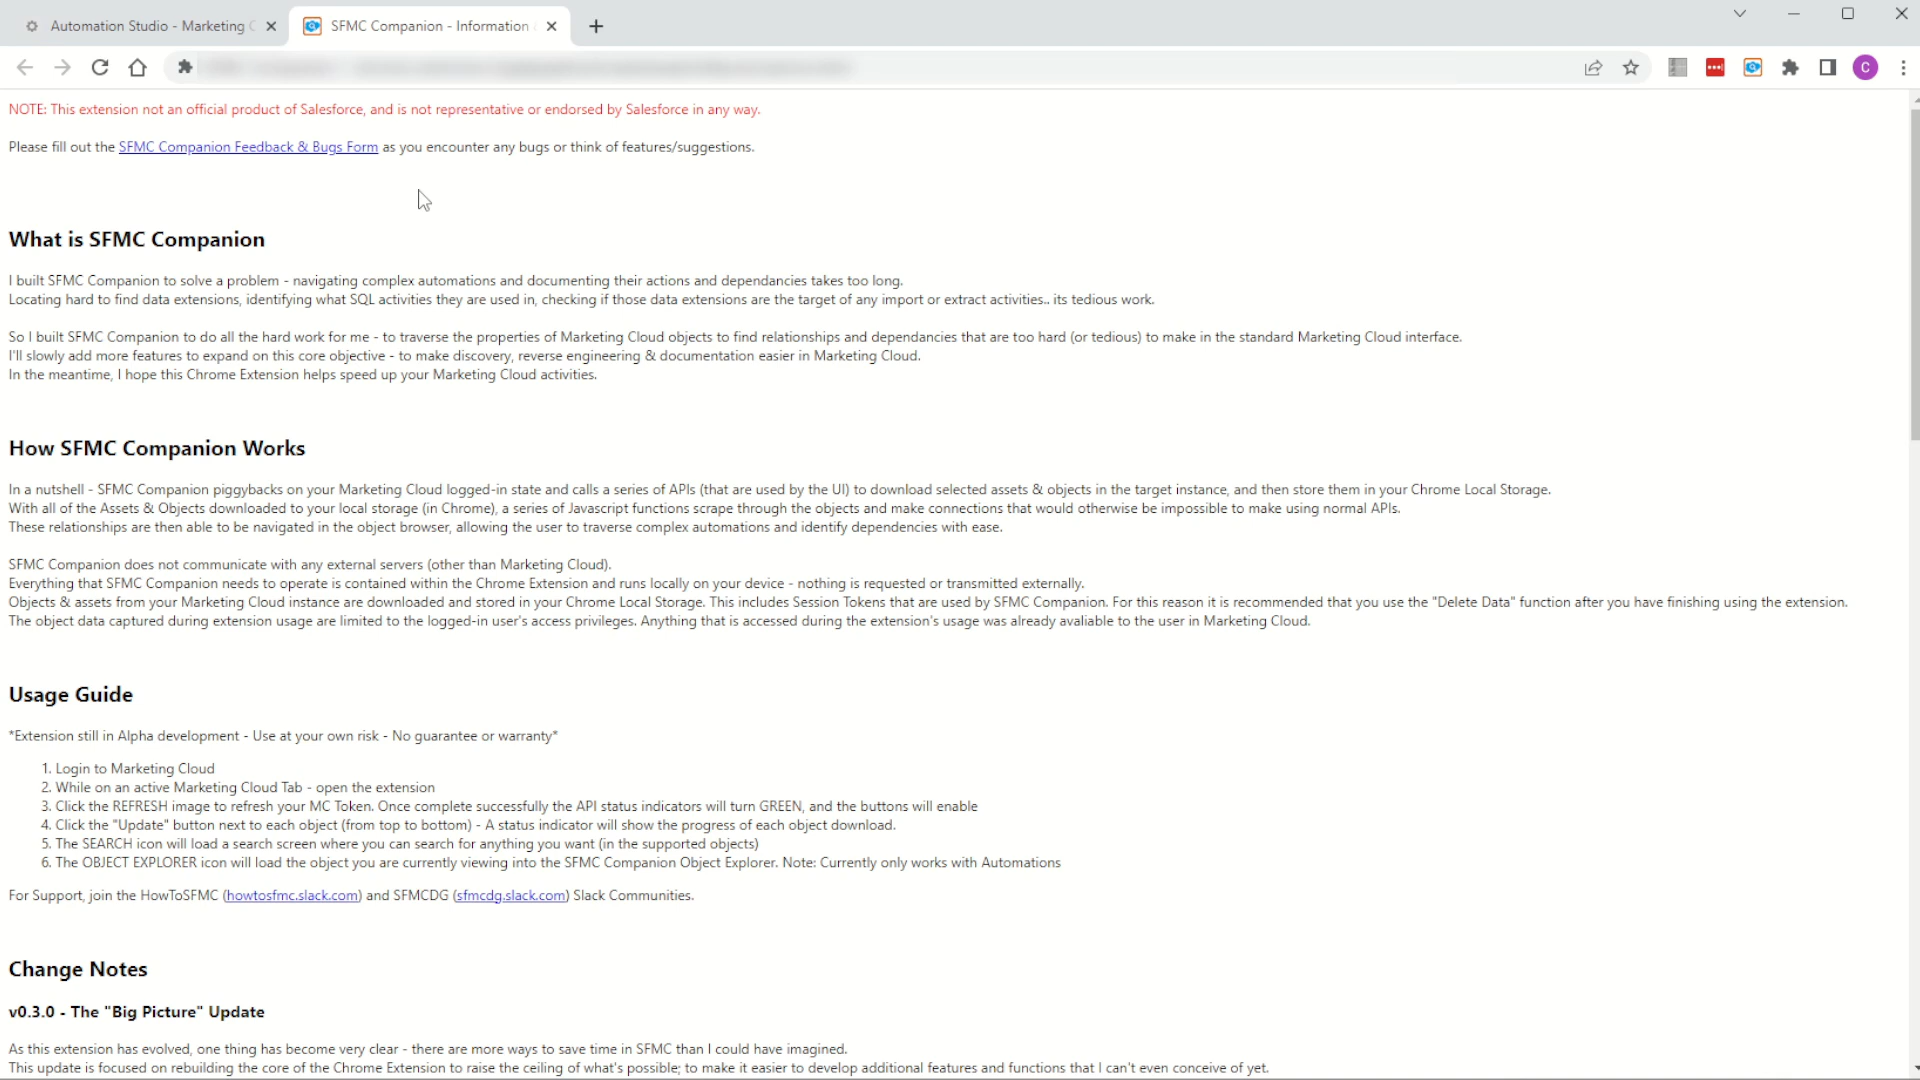 Automation Studio - Marketing C
SFMC Companion - Information
C
NOTE: This extension not an official product of Salesforce, and is not representative or endorsed by Salesforce in any way.
Please fill out the SFMC Companion Feedback & Bugs Form as you encounter any bugs or think of features/suggestions.
What is SFMC Companion
I built SFMC Companion to solve a problem - navigating complex automations and documenting their actions and dependancies takes too long.
Locating hard to find data extensions, identifying what SQL activities they are used in, checking if those data extensions are the target of any import or extract activities.. its tedious work.
So I built SFMC Companion to do all the hard work for me - to traverse the properties of Marketing Cloud objects to find relationships and dependancies that are too hard (or tedious) to make in the standard Marketing Cloud interface.
I'll slowly add more features to expand on this core objective - to make discovery, reverse engineering & documentation easier in Marketing Cloud.
In the meantime, I hope this Chrome Extension helps speed up your Marketing Cloud activities.
How SFMC Companion Works
In a nutshell - SFMC Companion piggybacks on your Marketing Cloud logged-in state and calls a series of APIs (that are used by the UI) to download selected assets & objects in the target instance, and then store them in your Chrome Local Storage.
With all of the Assets & Objects downloaded to your local storage (in Chrome), a series of Javascript functions scrape through the objects and make connections that would otherwise be impossible to make using normal APIs.
These relationships are then able to be navigated in the object browser, allowing the user to traverse complex automations and identify dependencies with ease.
SFMC Companion does not communicate with any external servers (other than Marketing Cloud).
Everything that SFMC Companion needs to operate is contained within the Chrome Extension and runs locally on your device - nothing is requested or transmitted externally.
Objects & assets from your Marketing Cloud instance are downloaded and stored in your Chrome Local Storage. This includes Session Tokens that are used by SFMC Companion. For this reason it is recommended that you use the "Delete Data" function after you have finishing using the extension.
The object data captured during extension usage are limited to the logged-in user's access privileges. Anything that is accessed during the extension's usage was already avaliable to the user in Marketing Cloud.
Usage Guide
*Extension still in Alpha development - Use at your own risk - No guarantee or warranty*
1. Login to Marketing Cloud
2. While on an active Marketing Cloud Tab - open the extension
3. Click the REFRESH image to refresh your MC Token. Once complete successfully the API status indicators will turn GREEN, and the buttons will enable
4. Click the "Update" button next to each object (from top to bottom) - A status indicator will show the progress of each object download.
5. The SEARCH icon will load a search screen where you can search for anything you want (in the supported objects)
6. The OBJECT EXPLORER icon will load the object you are currently viewing into the SFMC Companion Object Explorer. Note: Currently only works with Automations
For Support, join the HowToSFMC (howtosfmc.slack.com) and SFMCDG (sfmcdg.slack.com) Slack Communities.
Change Notes
v0.3.0 - The "Big Picture" Update
As this extension has evolved, one thing has become very clear - there are more ways to save time in SFMC than I could have imagined.
This update is focused on rebuilding the core of the Chrome Extension to raise the ceiling of what's possible; to make it easier to develop additional features and functions that I can't even conceive of yet.